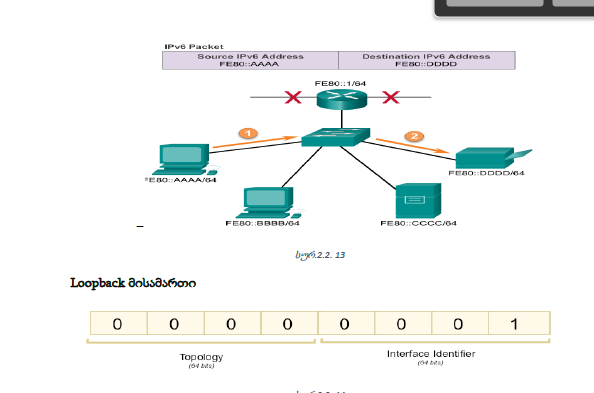 IPv6 Packet
Source IPv6 Address Destination IPv6 Address
FE80::AAAA FE80::DDDD
FE80::1/64
1 2
FE80::DDDD/64
FE80::AAAA/64
FE80::BBBB/64 FE80::CCCC/64
სურ.2.2. 13
Loopback მისამართი
0 0 0 0 0 0 0 1
Topology Interface Identifier
(64 bits) (64 bits)